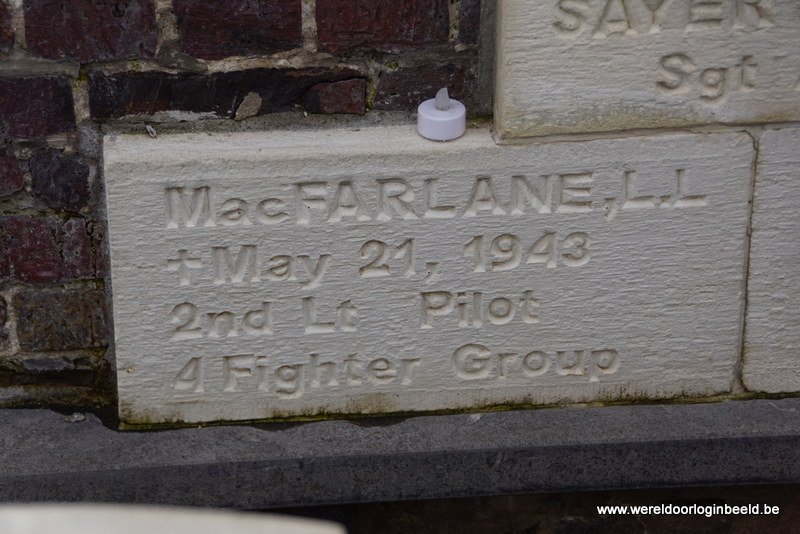 SAYER
Sgt
MacFARLANE,L.L
†May 21, 1943
2nd Lt Pilot
4 Fighter Group
www.wereldoorloginbeeld.be